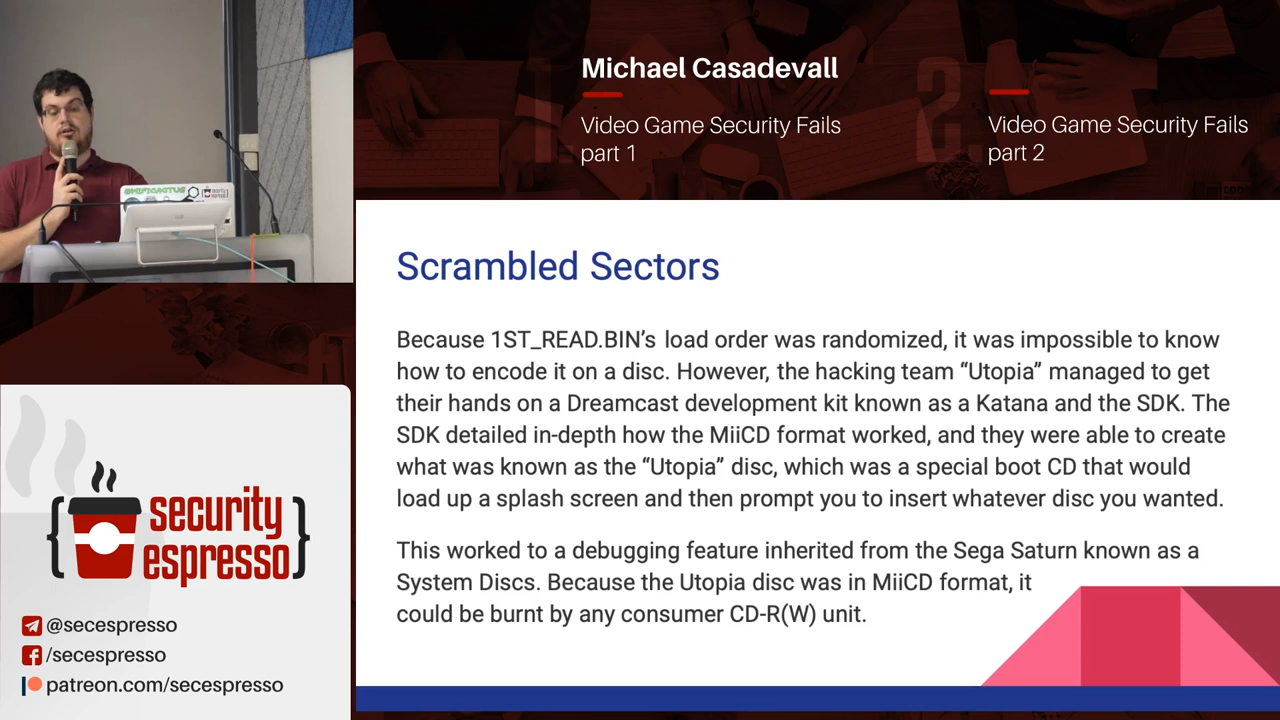 Michael Casadevall
1.
Video Game Security Fails
part 1
2.
Video Game Security Fails
part 2
Scrambled Sectors
Because 1ST_READ.BIN’s load order was randomized, it was impossible to know
how to encode it on a disc. However, the hacking team “Utopia” managed to get
their hands on a Dreamcast development kit known as a Katana and the SDK. The
SDK detailed in-depth how the MiiCD format worked, and they were able to create
what was known as the “Utopia” disc, which was a special boot CD that would
load up a splash screen and then prompt you to insert whatever disc you wanted.
This worked to a debugging feature inherited from the Sega Saturn known as a
System Discs. Because the Utopia disc was in MiiCD format, it
could be burnt by any consumer CD-R(W) unit.
{security
espresso}
@secespresso
/secespresso
patreon.com/secespresso